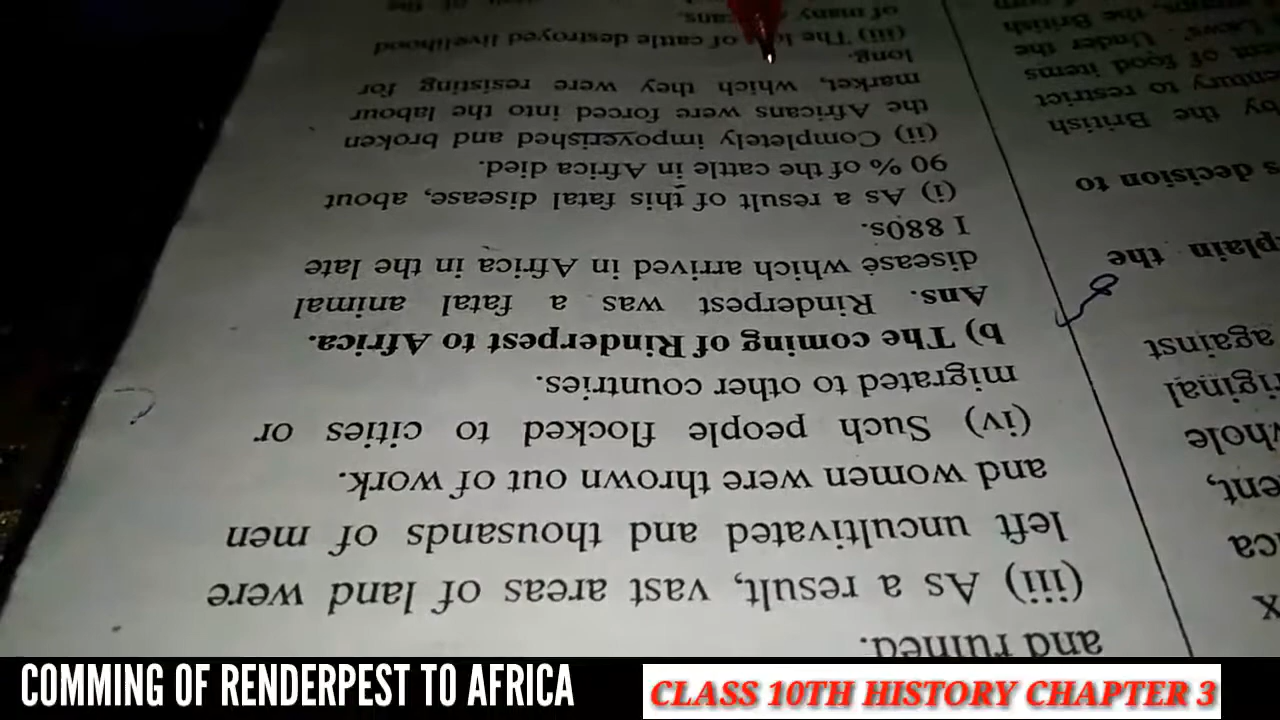 against
the
decision to
by the British
to restrict
of food items
Laws'. Under the
the British
and ruined.
(iii) As a result, vast areas of land were
left uncultivated and thousands of men
and women were thrown out of work.
(iv) Such people flocked to cities or
migrated to other countries.
b) The coming of Rinderpest to Africa.
Ans. Rinderpest was a fatal animal
disease which arrived in Africa in the late
1 880s.
(i) As a result of this fatal disease, about
90 % of the cattle in Africa died.
(ii) Completely impoverished and broken
the Africans were forced into the labour
market, which they were resisting for
long.
(iii) The of cattle destroyed livelihood
of many
COMMING OF RENDERPEST TO AFRICA
CLASS 10TH HISTORY CHAPTER 3